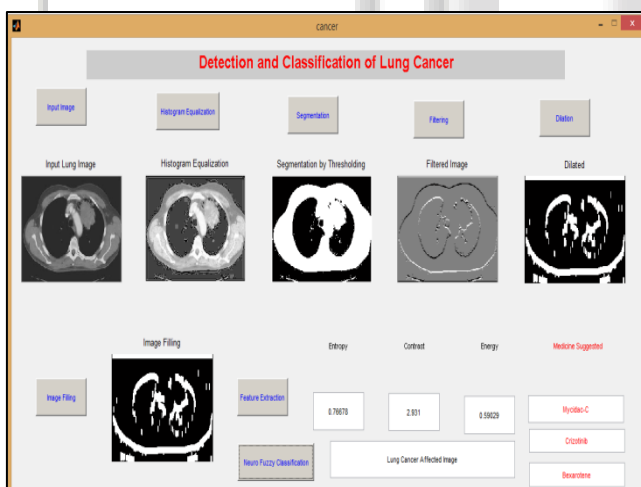 cancer
Detection and Classification of Lung Cancer
Input Image
Histogram Equalization
Segmentation
Filtering
Dilation
Input Lung Image
Histogram Equalization
Segmentation by Thresholding
Filtered Image
Dilated
Image Filling
Entropy
Contrast
Energy
Medicine Suggested
Image Filling
Feature Extraction
0.76678
2.931
0.59029
Mycidac-C
Crizotinib
Neuro Fuzzy Classification
Lung Cancer Affected Image
Bexarotene